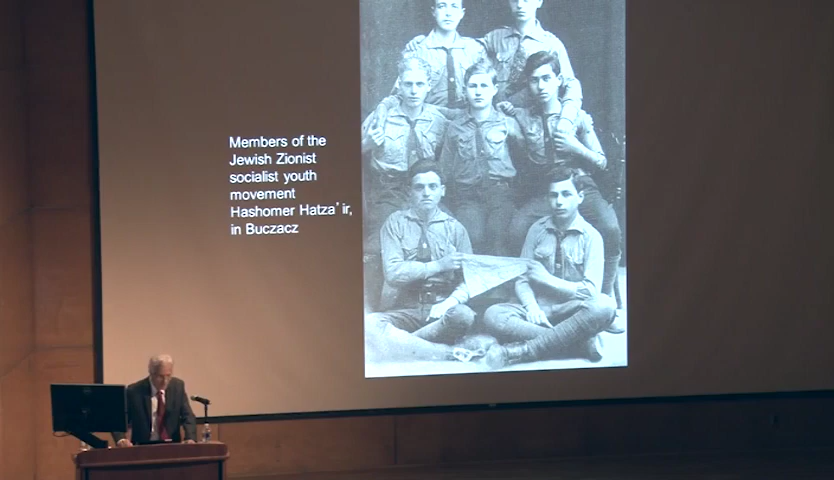 Members of the
Jewish Zionist
socialist youth
movement
Hashomer Hatza'ir,
in Buczacz